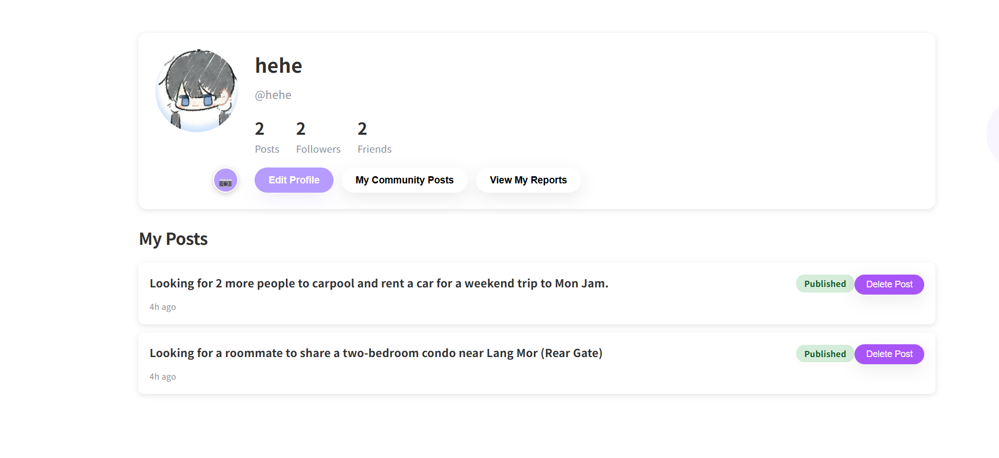 hehe
@hehe
2 2 2
Posts Followers Friends
Edit Profile My Community Posts View My Reports
My Posts
Looking for 2 more people to carpool and rent a car for a weekend trip to Mon Jam. Published Delete Post
4h ago
Looking for a roommate to share a two-bedroom condo near Lang Mor (Rear Gate) Published Delete Post
4h ago